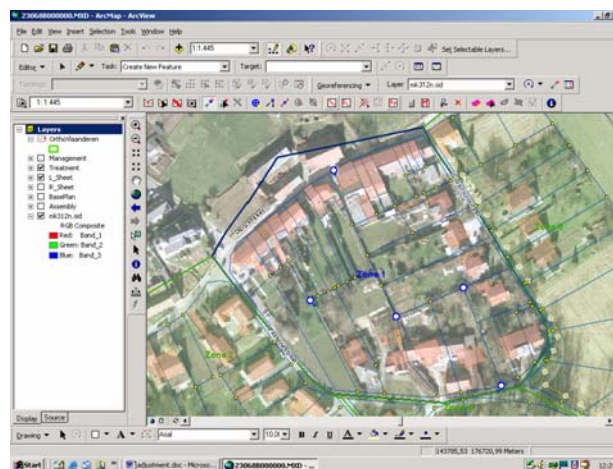 230688000000.MXD - ArcMap - ArcView
File Edit View Insert Selection Tools Window Help
1:1.445
Set Selectable Layers...
Editor Task: Create New Feature Target:
Georeferencing Layer: mk312n.sid
1:1 445
Layers
OrthoVlaanderen
Management
Treatment
L_Sheet
R_Sheet
BasePlan
Assembly
mk312n.sid
RGB Composite
Red: Band_1
Green: Band_2
Blue: Band_3
Zone 1
Zone
Display Source
Drawing Arial 10,0 B I U A
143785,53 176720,99 Meters
Start adjustment.doc - Micros... 230688000000.MXD - ...